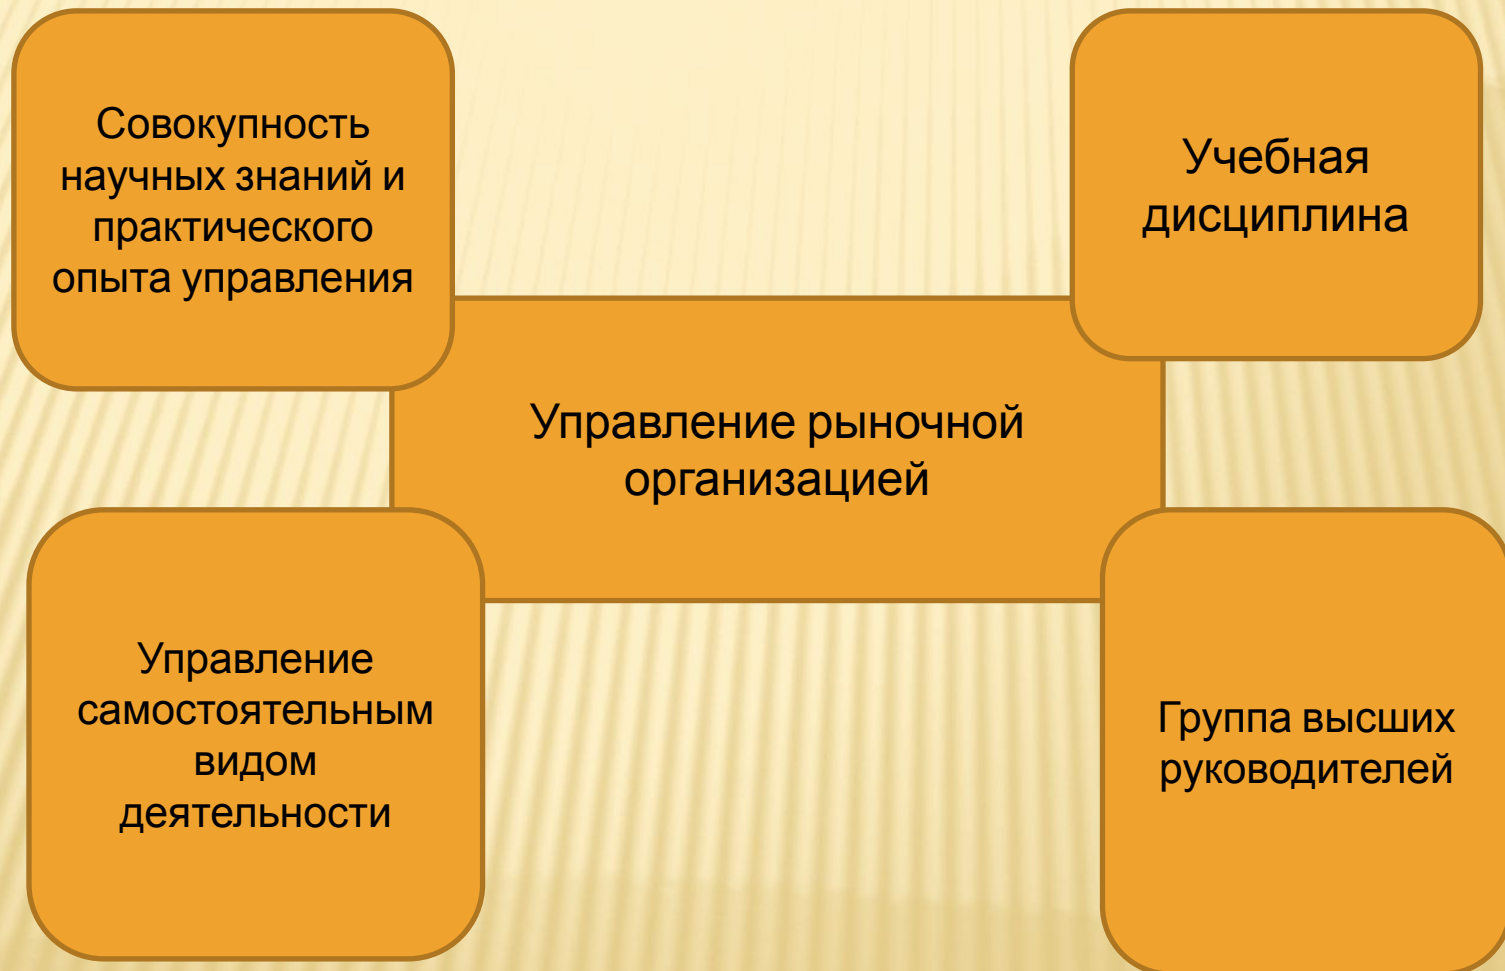 Совокупность
научных знаний и
практического
опыта управления
Учебная
дисциплина
Управление рыночной
организацией
Управление
самостоятельным
видом
деятельности
Группа высших
руководителей